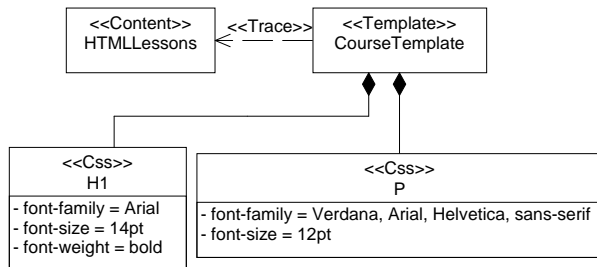 <<Content>>
HTMLLessons
<<Trace>>
<<Template>>
CourseTemplate
<<Css>>
H1
- font-family = Arial
- font-size = 14pt
- font-weight = bold
<<Css>>
P
- font-family = Verdana, Arial, Helvetica, sans-serif
- font-size = 12pt